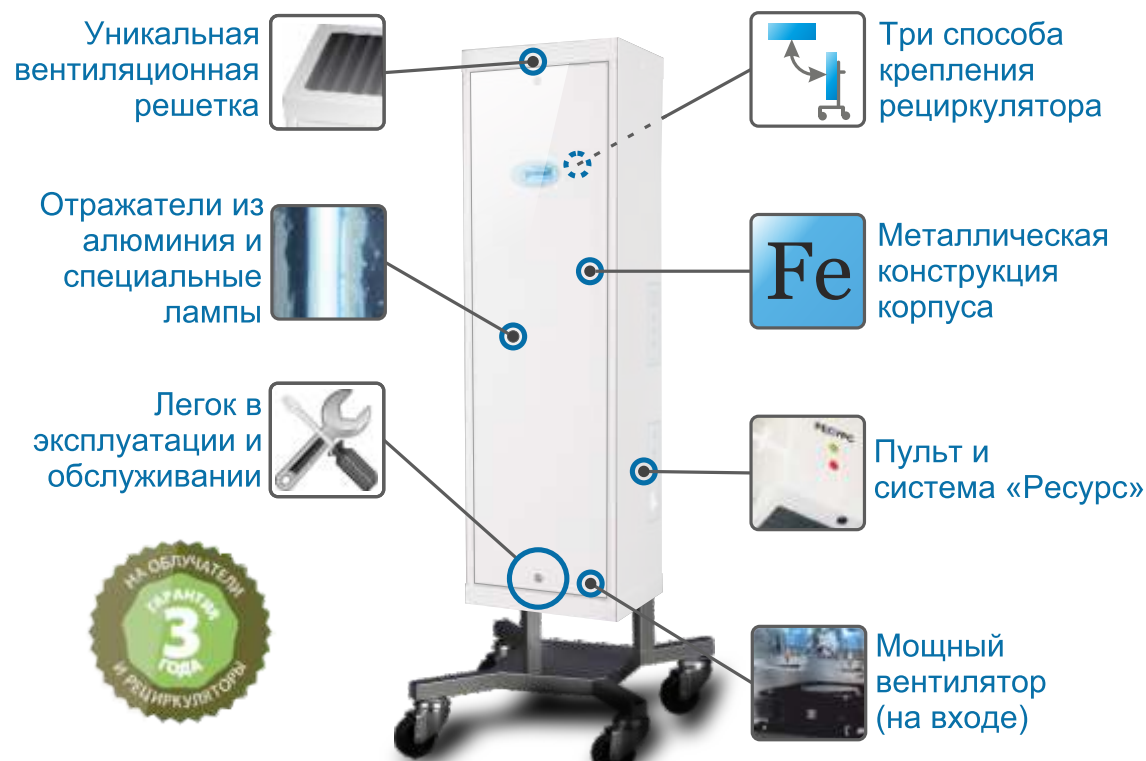 Уникальная
вентиляционная
решетка
Три способа
крепления
рециркулятора
Отражатели из
алюминия и
специальные
лампы
Fe
Металлическая
конструкция
корпуса
Легок в
эксплуатации и
обслуживании
РЕСУРС
Пульт и
система «Ресурс»
НА ОБЛУЧАТЕЛИ
ГАРАНТИЯ
3
ГОДА
И РЕЦИРКУЛЯТОРЫ
Мощный
вентилятор
(на входе)